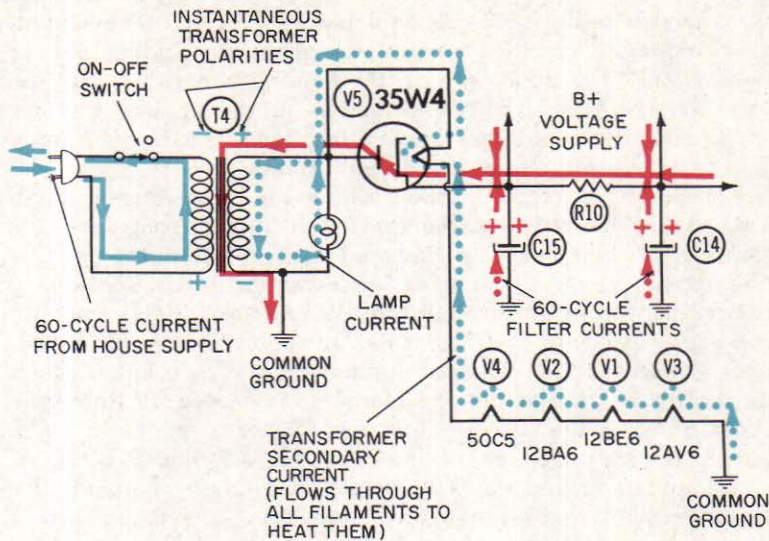 INSTANTANEOUS
TRANSFORMER
POLARITIES
ON-OFF
SWITCH
T4
- +
V5 35W4
B+
VOLTAGE
SUPPLY
R10
+ +
C15
+ +
C14
+ -
60-CYCLE CURRENT
FROM HOUSE SUPPLY
COMMON
GROUND
LAMP
CURRENT
60-CYCLE
FILTER CURRENTS
V4 V2 V1 V3
50C5 12BA6 12BE6 12AV6
TRANSFORMER
SECONDARY
CURRENT
(FLOWS THROUGH
ALL FILAMENTS TO
HEAT THEM)
COMMON
GROUND